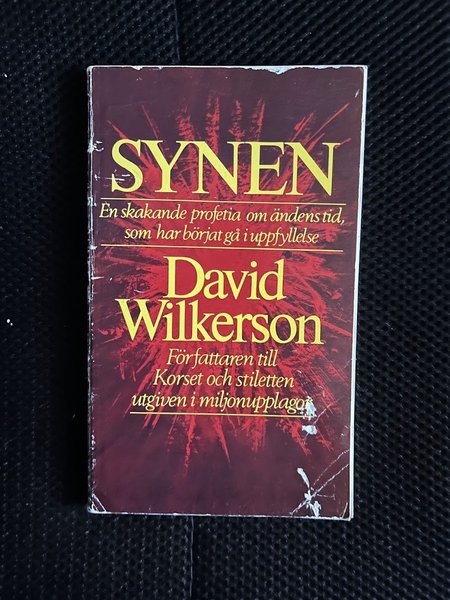 SYNEN
En skakande profetia om ändens tid,
som har börjat gå i uppfyllelse
David
Wilkerson
Författaren till
Korset och stiletten
utgiven i miljonupplagor